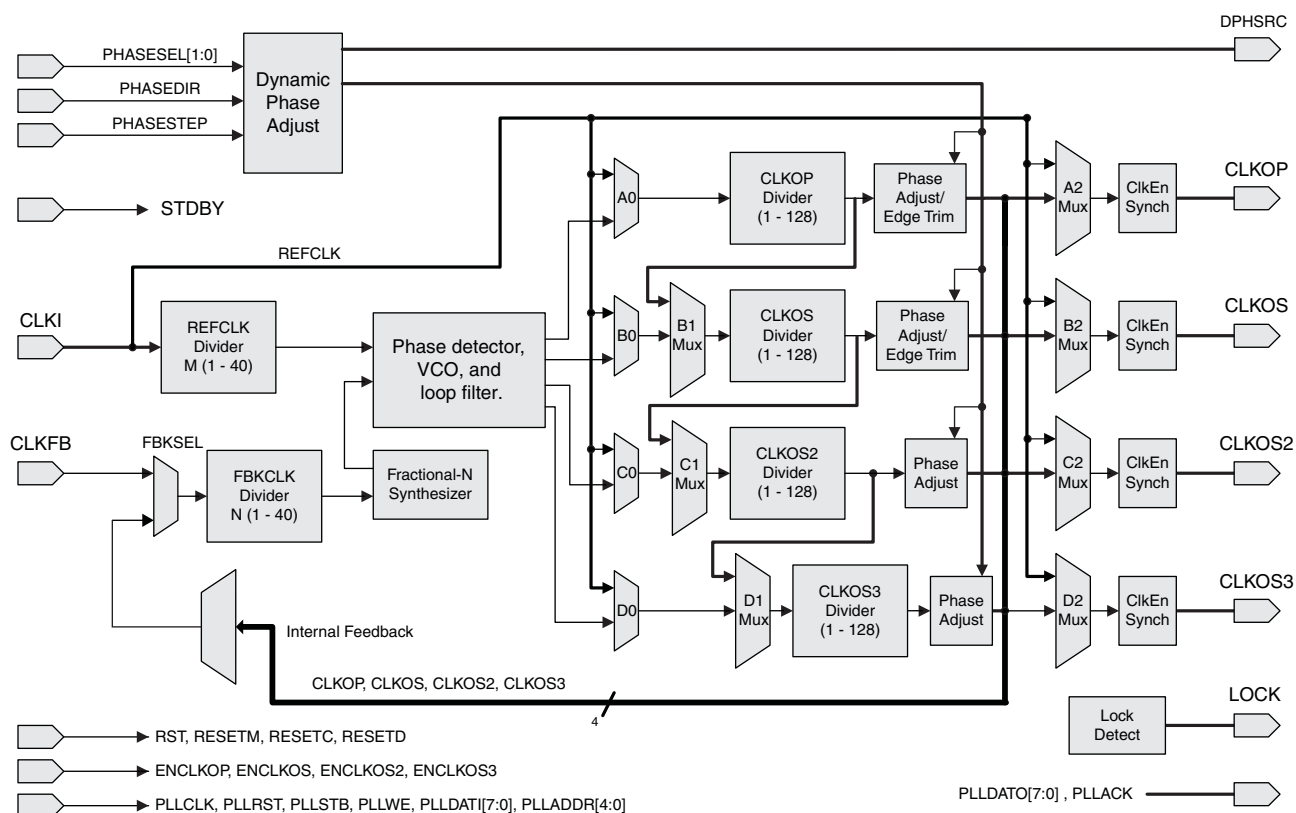 DPHSRC
PHASESEL[1:0]
PHASEDIR
PHASESTEP
Dynamic
Phase
Adjust
STDBY
REFCLK
CLKI
REFCLK
Divider
M (1 - 40)
Phase detector,
VCO, and
loop filter.
CLKFB
FBKSEL
FBKCLK
Divider
N (1 - 40)
Fractional-N
Synthesizer
Internal Feedback
CLKOP, CLKOS, CLKOS2, CLKOS3
4
A0
CLKOP
Divider
(1 - 128)
Phase
Adjust/
Edge Trim
A2
Mux
ClkEn
Synch
CLKOP
B0
B1
Mux
CLKOS
Divider
(1 - 128)
Phase
Adjust/
Edge Trim
B2
Mux
ClkEn
Synch
CLKOS
C0
C1
Mux
CLKOS2
Divider
(1 - 128)
Phase
Adjust
C2
Mux
ClkEn
Synch
CLKOS2
D0
D1
Mux
CLKOS3
Divider
(1 - 128)
Phase
Adjust
D2
Mux
ClkEn
Synch
CLKOS3
Lock
Detect
LOCK
RST, RESETM, RESETC, RESETD
ENCLKOP, ENCLKOS, ENCLKOS2, ENCLKOS3
PLLCLK, PLLRST, PLLSTB, PLLWE, PLLDATI[7:0], PLLADDR[4:0]
PLLDATO[7:0] , PLLACK